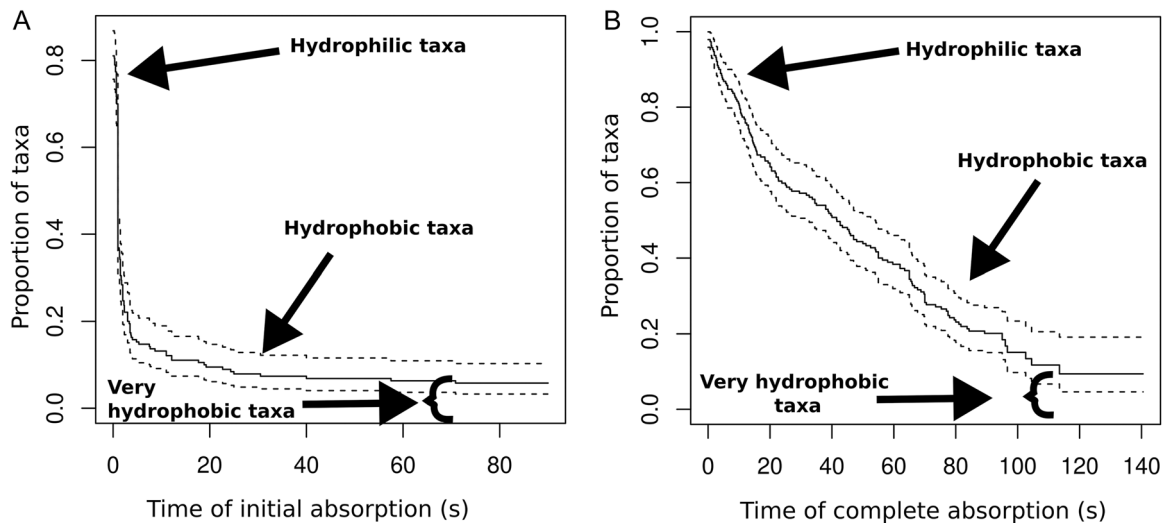 A
Proportion of taxa
0.8
0.6
0.4
0.2
0.0
Hydrophilic taxa
Hydrophobic taxa
Very
hydrophobic taxa
0 20 40 60 80
Time of initial absorption (s)
B
Proportion of taxa
1.0
0.8
0.6
0.4
0.2
0.0
Hydrophilic taxa
Hydrophobic taxa
Very hydrophobic
taxa
0 20 40 60 80 100 120 140
Time of complete absorption (s)